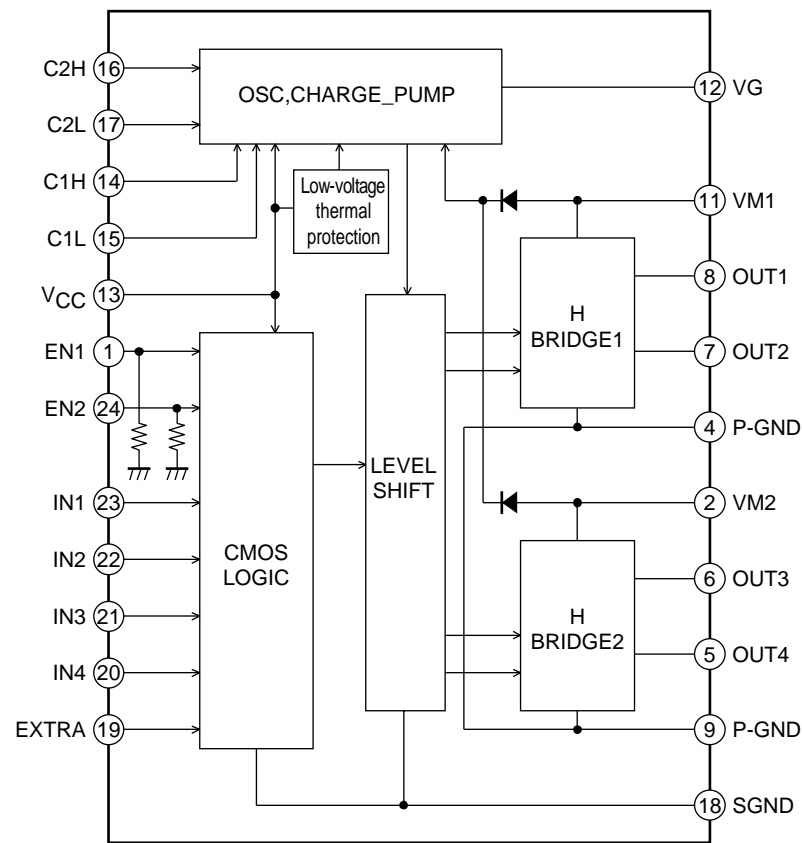 C2H 16
OSC,CHARGE_PUMP
12 VG
C2L 17
C1H 14
Low-voltage
thermal
protection
11 VM1
C1L 15
8 OUT1
VCC 13
H
BRIDGE1
EN1 1
7 OUT2
EN2 24
4 P-GND
LEVEL
SHIFT
IN1 23
2 VM2
CMOS
LOGIC
IN2 22
6 OUT3
IN3 21
H
BRIDGE2
5 OUT4
IN4 20
EXTRA 19
9 P-GND
18 SGND